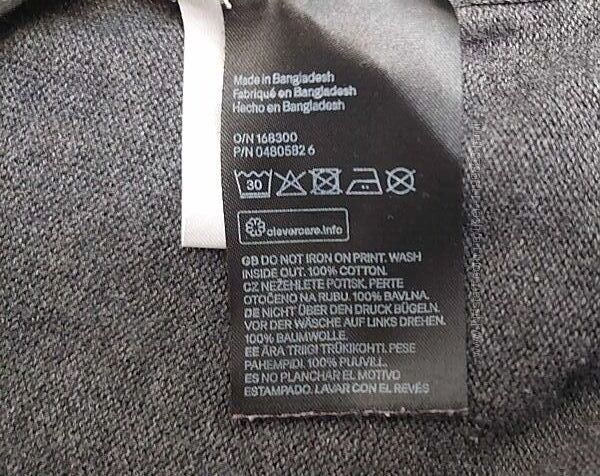 Made in Bangladesh
Fabriqué en Bangladesh
Hecho en Bangladesh
O/N 168300
P/N 0480582 6
30
clevercare.info
GB DO NOT IRON ON PRINT. WASH
INSIDE OUT. 100% COTTON.
CZ NEŽEHLETE POTISK. PERTE
OTOČENO NA RUBU. 100% BAVLNA.
DE NICHT ÜBER DEN DRUCK BÜGELN.
VOR DER WÄSCHE AUF LINKS DREHEN.
100% BAUMWOLLE.
EE ÄRA TRIIGI TRÜKIKOHTI. PESE
PAHEMPIDI. 100% PUUVILL.
ES NO PLANCHAR EL MOTIVO
ESTAMPADO. LAVAR CON EL REVÉS